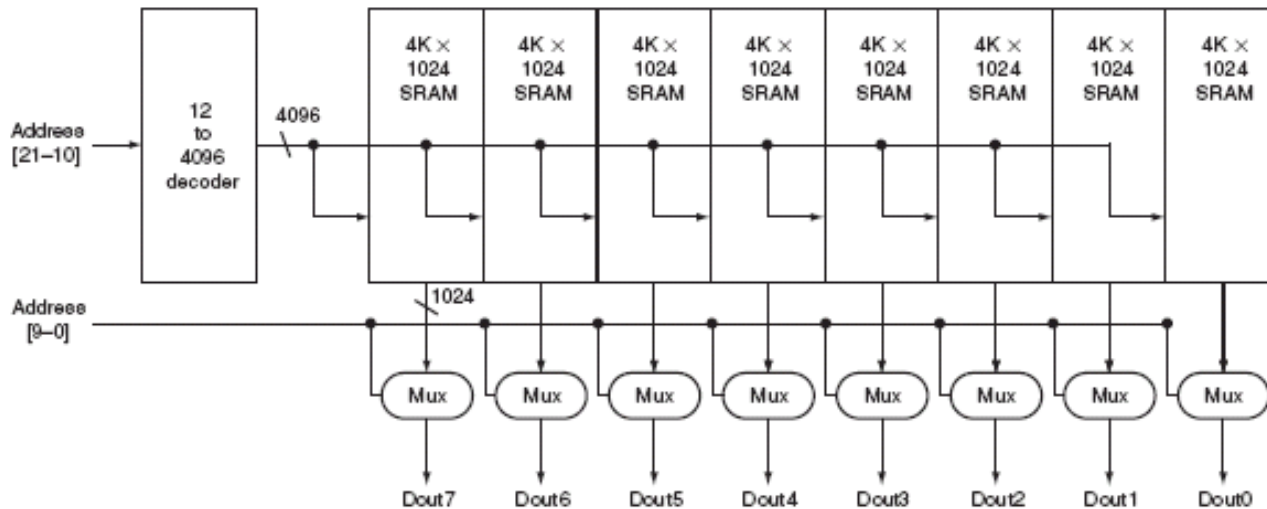 4K × 4K × 4K × 4K × 4K × 4K × 4K × 4K ×
1024 1024 1024 1024 1024 1024 1024 1024
SRAM SRAM SRAM SRAM SRAM SRAM SRAM SRAM
Address
[21–10]
12
to
4096
decoder
4096
Address
[9–0]
1024
Mux Mux Mux Mux Mux Mux Mux Mux
Dout7 Dout6 Dout5 Dout4 Dout3 Dout2 Dout1 Dout0